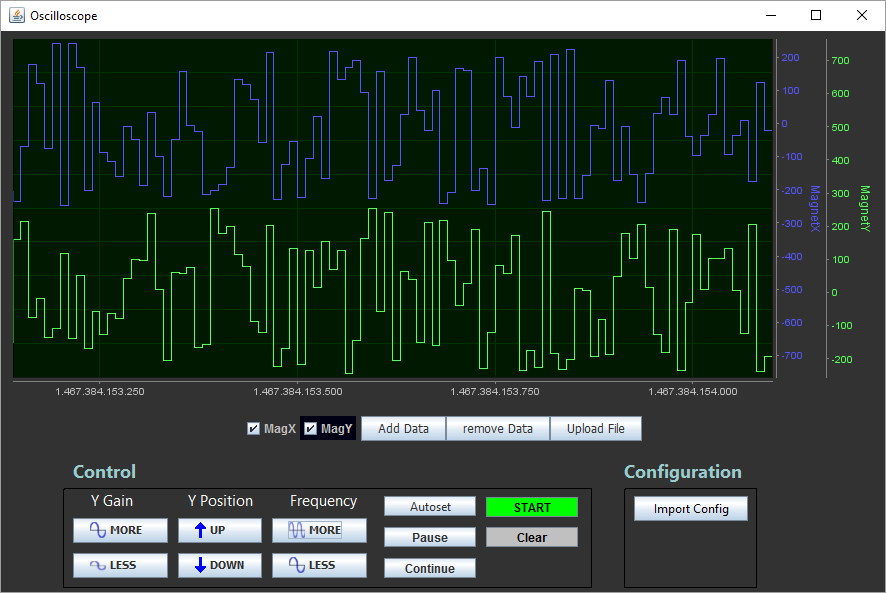 Oscilloscope
200
100
0
-100
-200
-300
-400
-500
-600
-700
MagnetX
700
600
500
400
300
200
100
0
-100
-200
MagnetY
1.467.384.153.250 1.467.384.153.500 1.467.384.153.750 1.467.384.154.000
MagX MagY Add Data remove Data Upload File
Control Configuration
Y Gain Y Position Frequency Autoset START Import Config
MORE UP MORE
Pause Clear
LESS DOWN LESS Continue